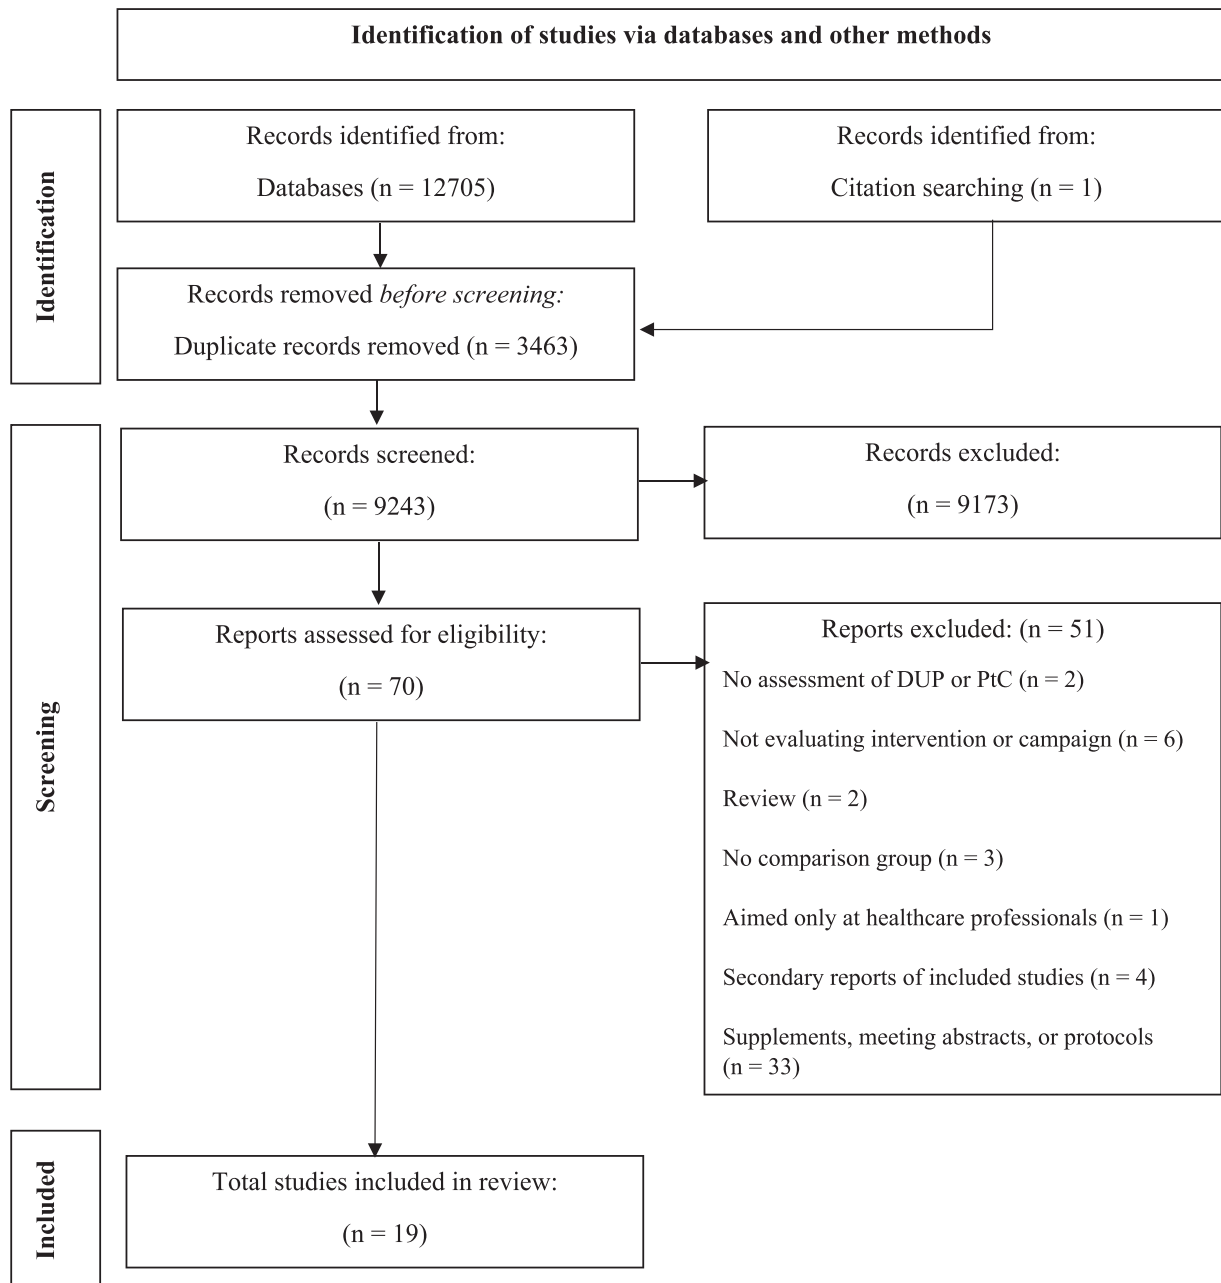 Identification of studies via databases and other methods
Identification
Records identified from:
Databases (n = 12705)
Records identified from:
Citation searching (n = 1)
Records removed before screening:
Duplicate records removed (n = 3463)
Screening
Records screened:
(n = 9243)
Records excluded:
(n = 9173)
Reports assessed for eligibility:
(n = 70)
Reports excluded: (n = 51)
No assessment of DUP or PtC (n = 2)
Not evaluating intervention or campaign (n = 6)
Review (n = 2)
No comparison group (n = 3)
Aimed only at healthcare professionals (n = 1)
Secondary reports of included studies (n = 4)
Supplements, meeting abstracts, or protocols
(n = 33)
Included
Total studies included in review:
(n = 19)